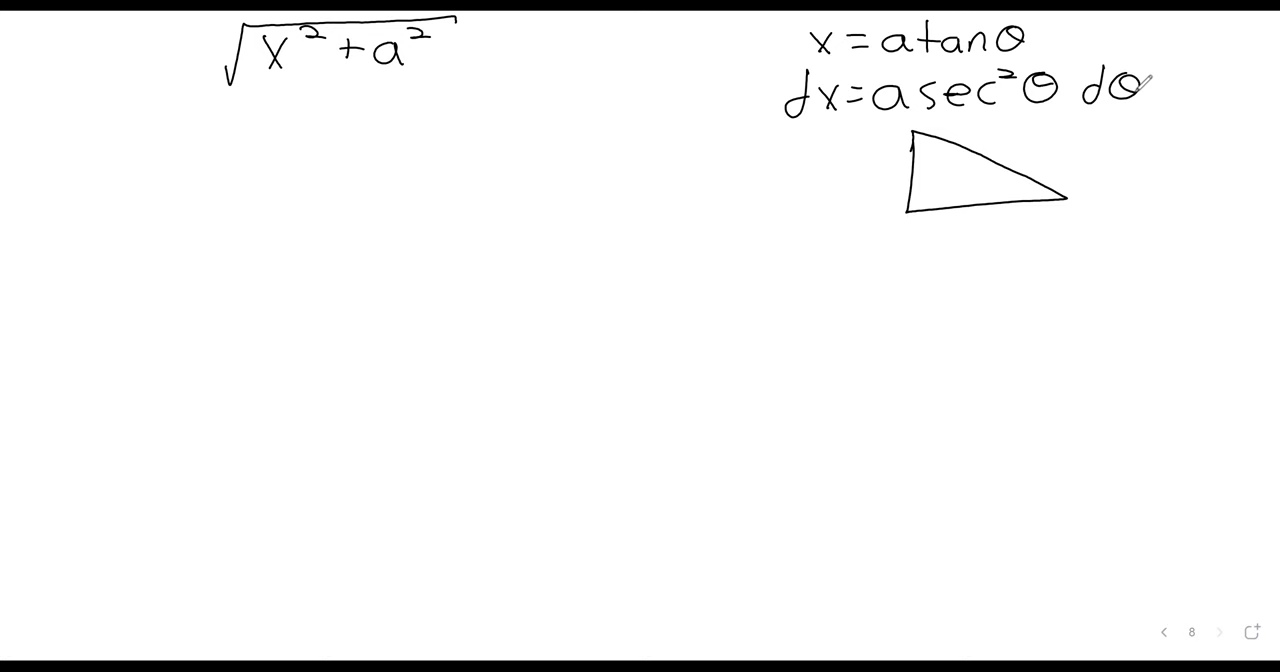 √(x² + a²)
x = a tan θ
dx = a sec² θ dθ
8